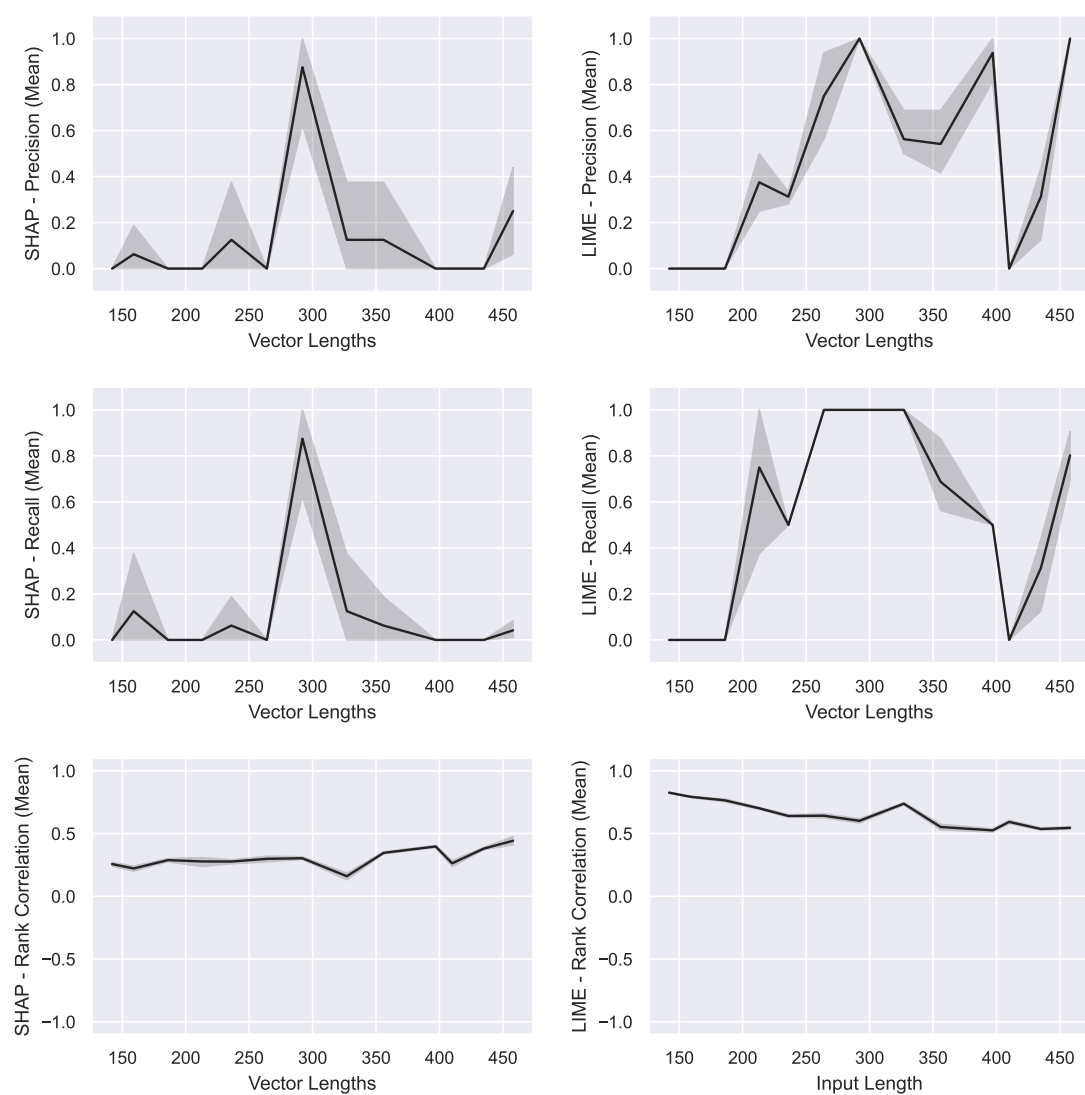 SHAP - Precision (Mean)
1.0
0.8
0.6
0.4
0.2
0.0
150 200 250 300 350 400 450
Vector Lengths
LIME - Precision (Mean)
1.0
0.8
0.6
0.4
0.2
0.0
150 200 250 300 350 400 450
Vector Lengths
SHAP - Recall (Mean)
1.0
0.8
0.6
0.4
0.2
0.0
150 200 250 300 350 400 450
Vector Lengths
LIME - Recall (Mean)
1.0
0.8
0.6
0.4
0.2
0.0
150 200 250 300 350 400 450
Vector Lengths
SHAP - Rank Correlation (Mean)
1.0
0.5
0.0
−0.5
−1.0
150 200 250 300 350 400 450
Vector Lengths
LIME - Rank Correlation (Mean)
1.0
0.5
0.0
−0.5
−1.0
150 200 250 300 350 400 450
Input Length